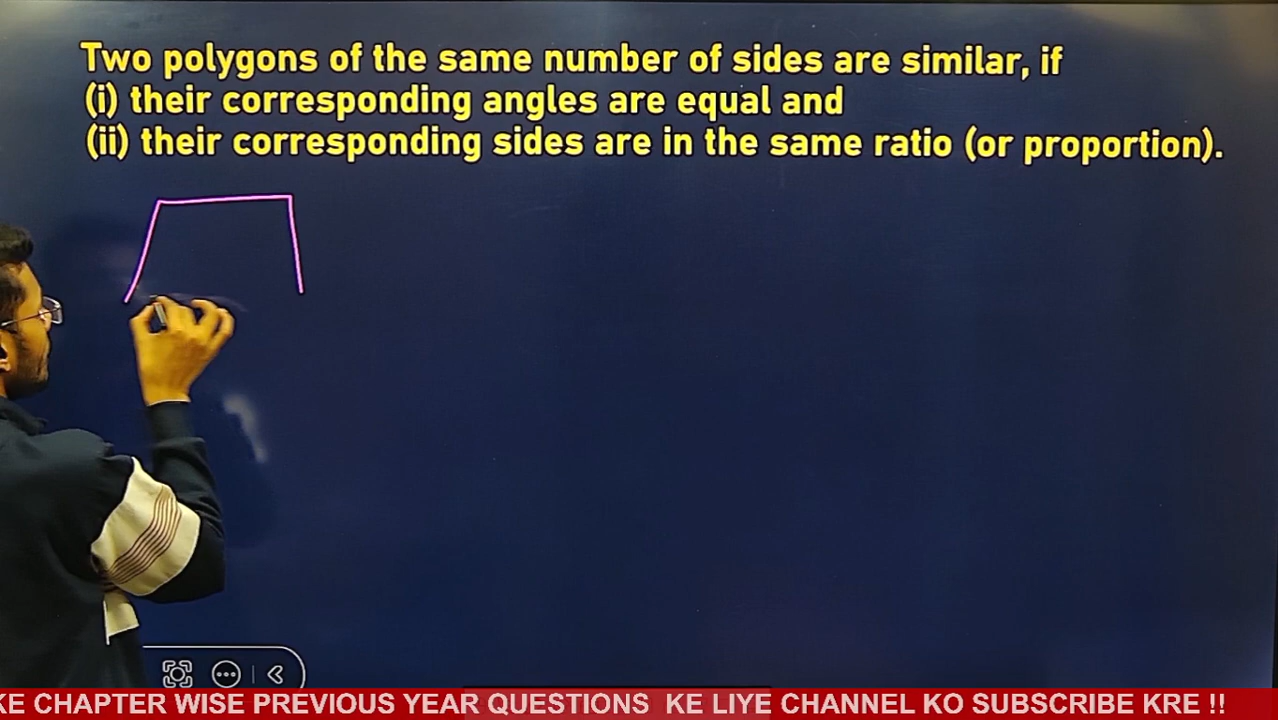 Two polygons of the same number of sides are similar, if
(i) their corresponding angles are equal and
(ii) their corresponding sides are in the same ratio (or proportion).
KE CHAPTER WISE PREVIOUS YEAR QUESTIONS KE LIYE CHANNEL KO SUBSCRIBE KRE !!